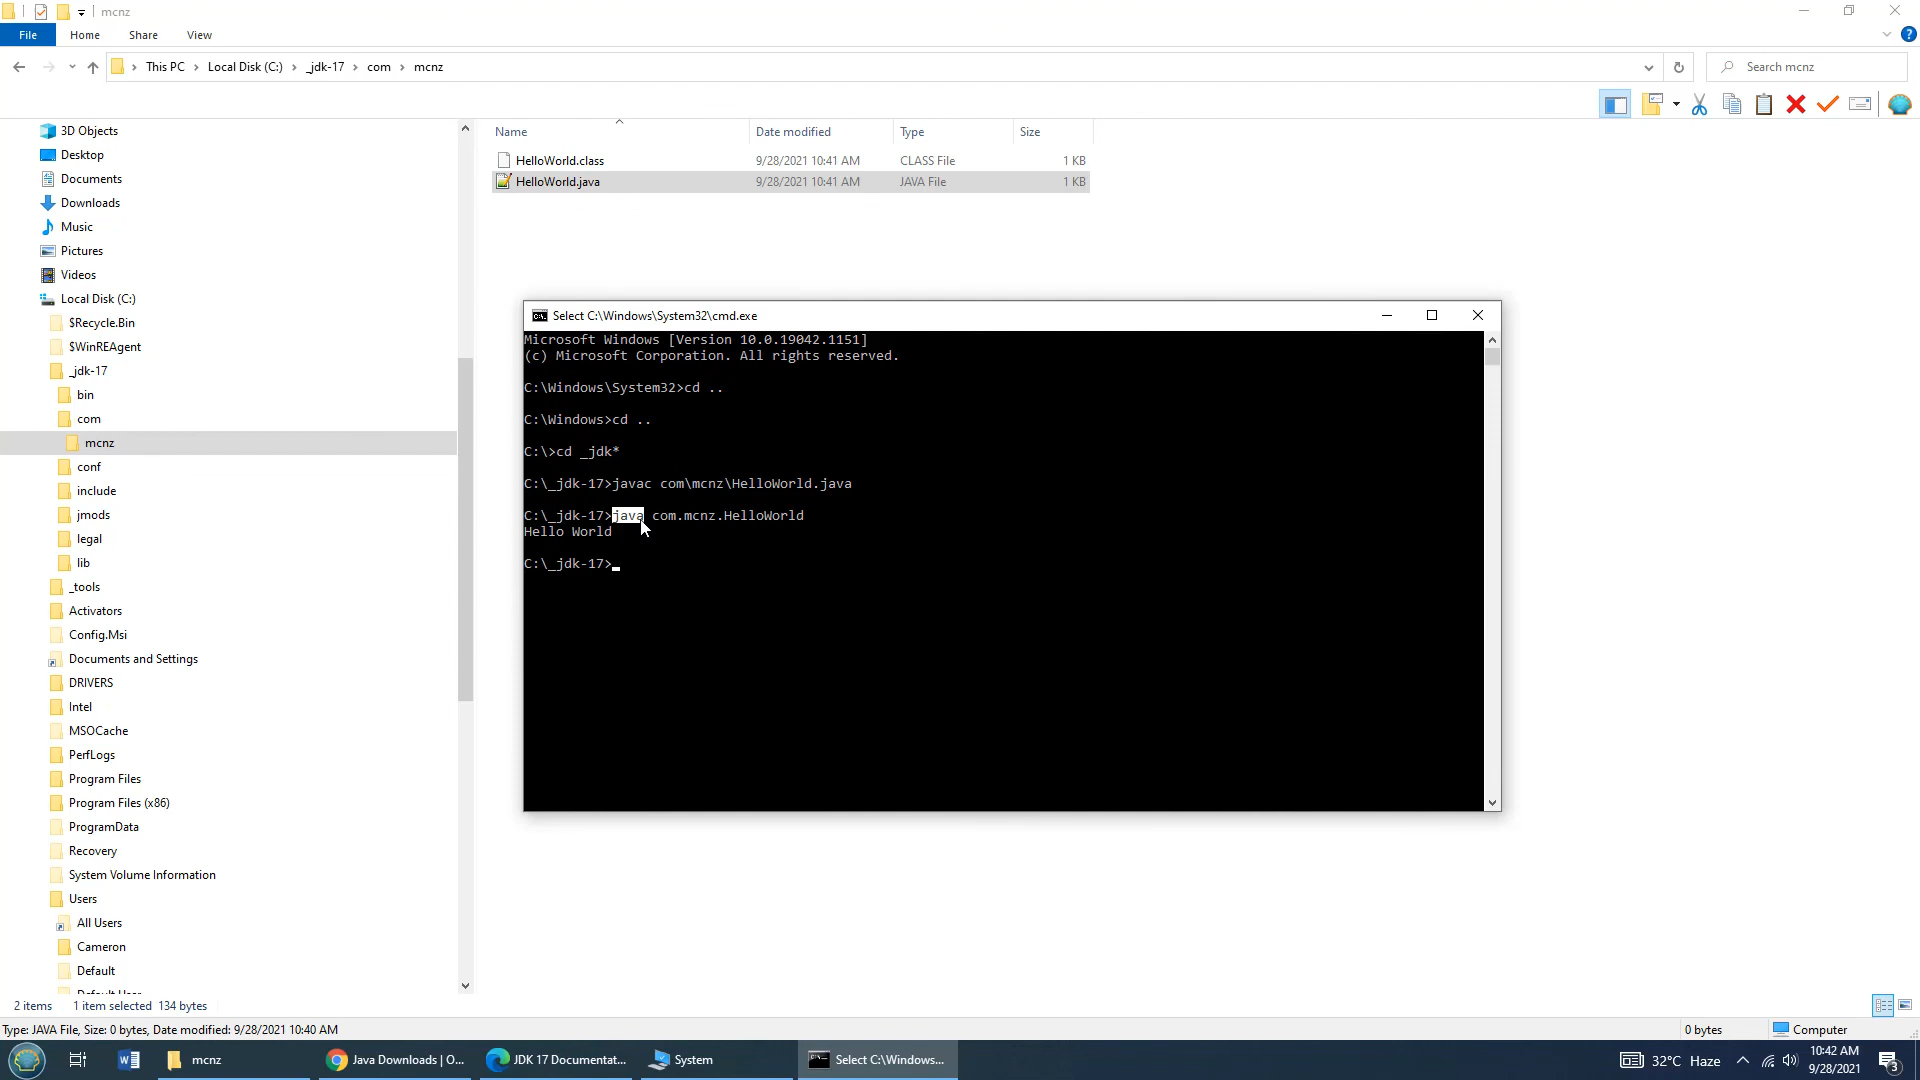 mcnz
File Home Share View
This PC Local Disk (C:) _jdk-17 com mcnz
Search mcnz
3D Objects
Desktop
Documents
Downloads
Music
Pictures
Videos
Local Disk (C:)
$Recycle.Bin
$WinREAgent
_jdk-17
bin
com
mcnz
conf
include
jmods
legal
lib
_tools
Activators
Config.Msi
Documents and Settings
DRIVERS
Intel
MSOCache
PerfLogs
Program Files
Program Files (x86)
ProgramData
Recovery
System Volume Information
Users
All Users
Cameron
Default
Name Date modified Type Size
HelloWorld.class 9/28/2021 10:41 AM CLASS File 1 KB
HelloWorld.java 9/28/2021 10:41 AM JAVA File 1 KB
Select C:\Windows\System32\cmd.exe
Microsoft Windows [Version 10.0.19042.1151]
(c) Microsoft Corporation. All rights reserved.
C:\Windows\System32>cd ..
C:\Windows>cd ..
C:\>cd _jdk*
C:\_jdk-17>javac com\mcnz\HelloWorld.java
C:\_jdk-17>java com.mcnz.HelloWorld
Hello World
C:\_jdk-17>
2 items 1 item selected 134 bytes
Type: JAVA File, Size: 0 bytes, Date modified: 9/28/2021 10:40 AM
0 bytes Computer
mcnz
Java Downloads | O...
JDK 17 Documentat...
System
Select C:\Windows...
32°C Haze
10:42 AM
9/28/2021
3